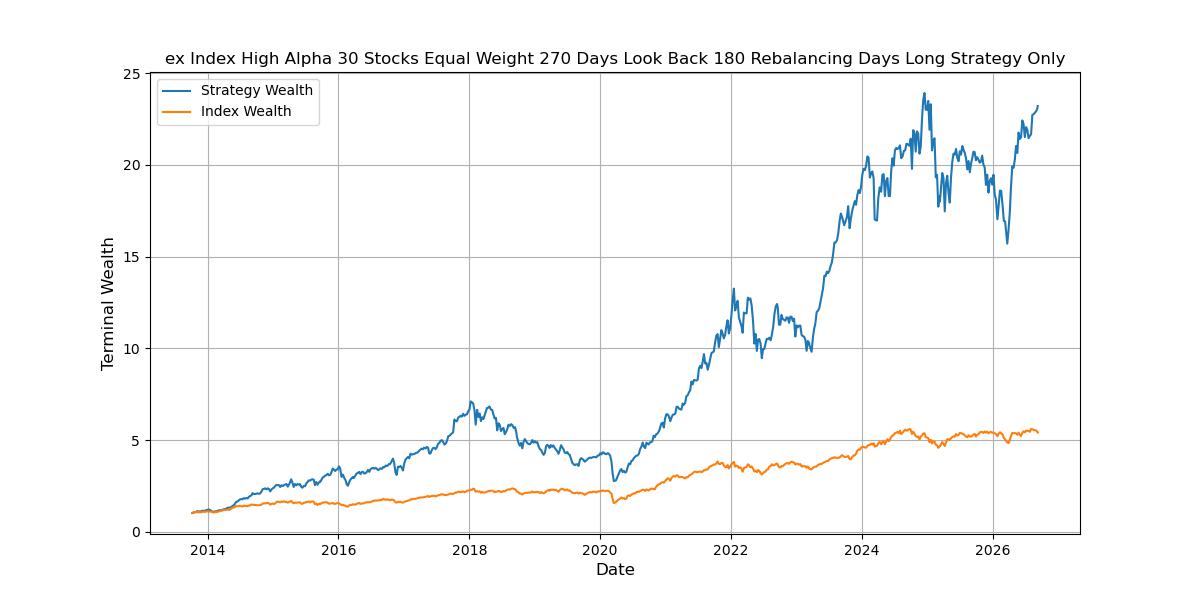 ex Index High Alpha 30 Stocks Equal Weight 270 Days Look Back 180 Rebalancing Days Long Strategy Only
Strategy Wealth
Index Wealth
Terminal Wealth
25
20
15
10
5
0
2014 2016 2018 2020 2022 2024 2026
Date